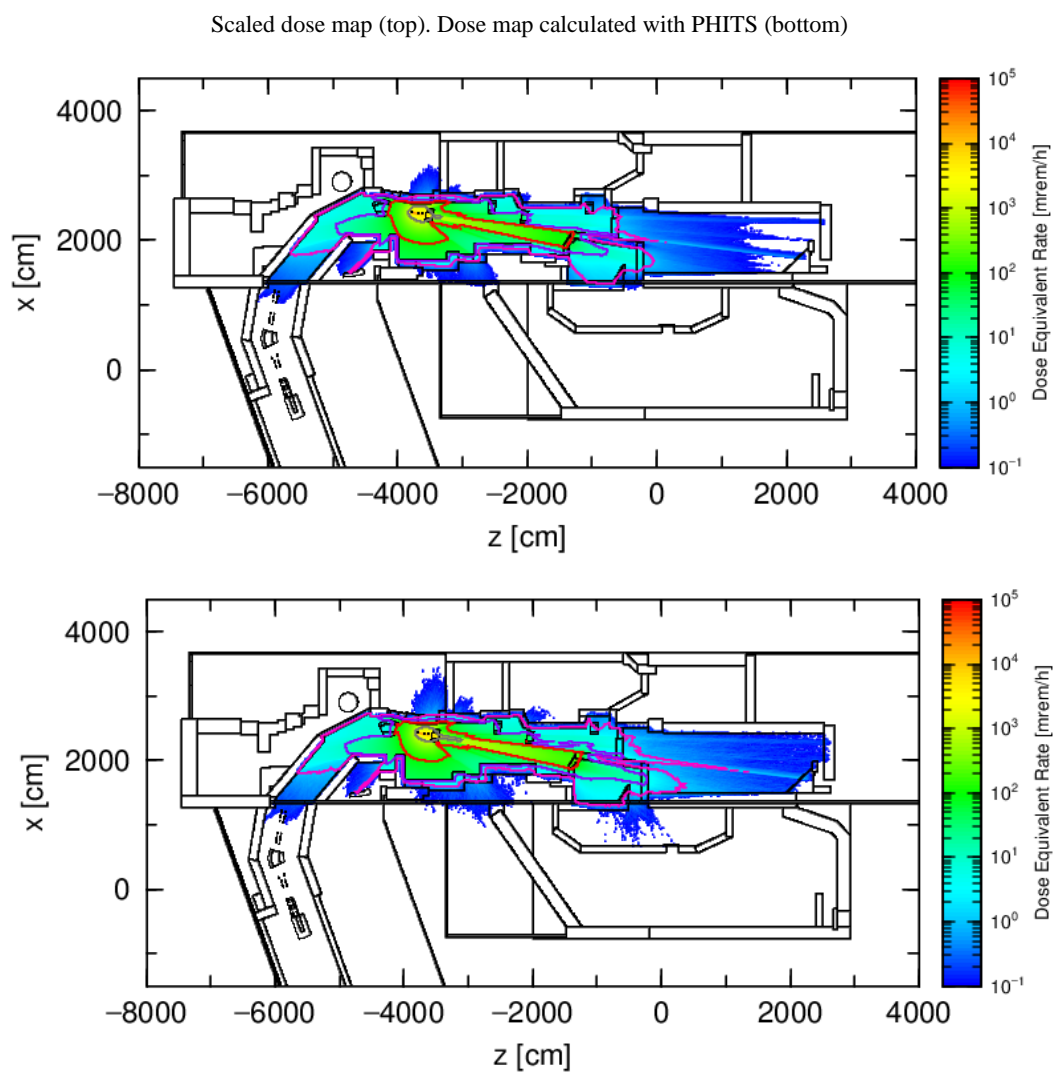 Scaled dose map (top). Dose map calculated with PHITS (bottom)
4000
2000
0
x [cm]
−8000 −6000 −4000 −2000 0 2000 4000
z [cm]
10^5
10^4
10^3
10^2
10^1
10^0
10^-1
Dose Equivalent Rate [mrem/h]
4000
2000
0
x [cm]
−8000 −6000 −4000 −2000 0 2000 4000
z [cm]
10^5
10^4
10^3
10^2
10^1
10^0
10^-1
Dose Equivalent Rate [mrem/h]